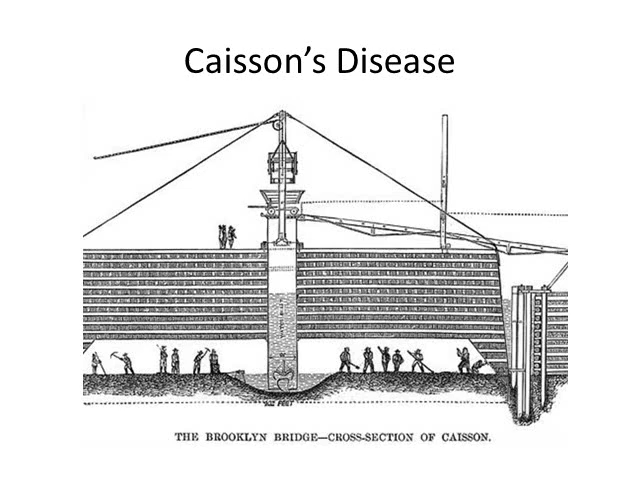 Caisson’s Disease
THE BROOKLYN BRIDGE—CROSS-SECTION OF CAISSON.